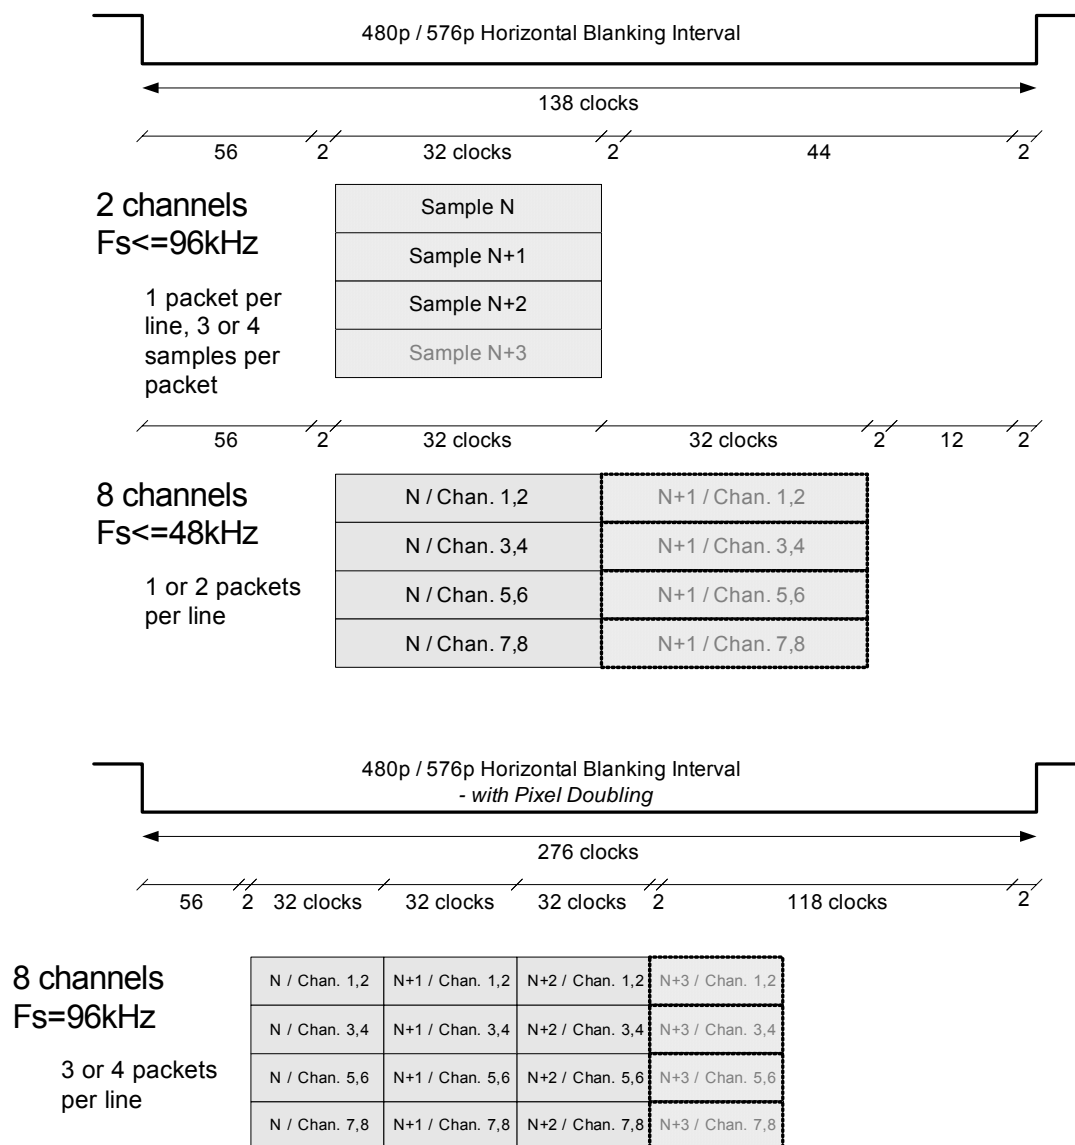 480p / 576p Horizontal Blanking Interval
138 clocks
56 2 32 clocks 2 44 2
2 channels
Fs<=96kHz
1 packet per
line, 3 or 4
samples per
packet
Sample N
Sample N+1
Sample N+2
Sample N+3
56 2 32 clocks 32 clocks 2 12 2
8 channels
Fs<=48kHz
1 or 2 packets
per line
N / Chan. 1,2 N+1 / Chan. 1,2
N / Chan. 3,4 N+1 / Chan. 3,4
N / Chan. 5,6 N+1 / Chan. 5,6
N / Chan. 7,8 N+1 / Chan. 7,8
480p / 576p Horizontal Blanking Interval
- with Pixel Doubling
276 clocks
56 2 32 clocks 32 clocks 32 clocks 2 118 clocks 2
8 channels
Fs=96kHz
3 or 4 packets
per line
N / Chan. 1,2 N+1 / Chan. 1,2 N+2 / Chan. 1,2 N+3 / Chan. 1,2
N / Chan. 3,4 N+1 / Chan. 3,4 N+2 / Chan. 3,4 N+3 / Chan. 3,4
N / Chan. 5,6 N+1 / Chan. 5,6 N+2 / Chan. 5,6 N+3 / Chan. 5,6
N / Chan. 7,8 N+1 / Chan. 7,8 N+2 / Chan. 7,8 N+3 / Chan. 7,8